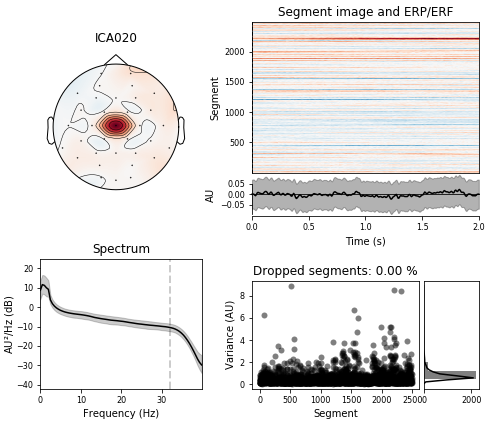 ICA020
Segment image and ERP/ERF
Segment
2000
1500
1000
500
AU
0.05
0.00
−0.05
0.0 0.5 1.0 1.5 2.0
Time (s)
Spectrum
AU²/Hz (dB)
20
10
0
−10
−20
−30
−40
0 10 20 30
Frequency (Hz)
Dropped segments: 0.00 %
Variance (AU)
8
6
4
2
0
0 500 1000 1500 2000 2500
Segment
2000